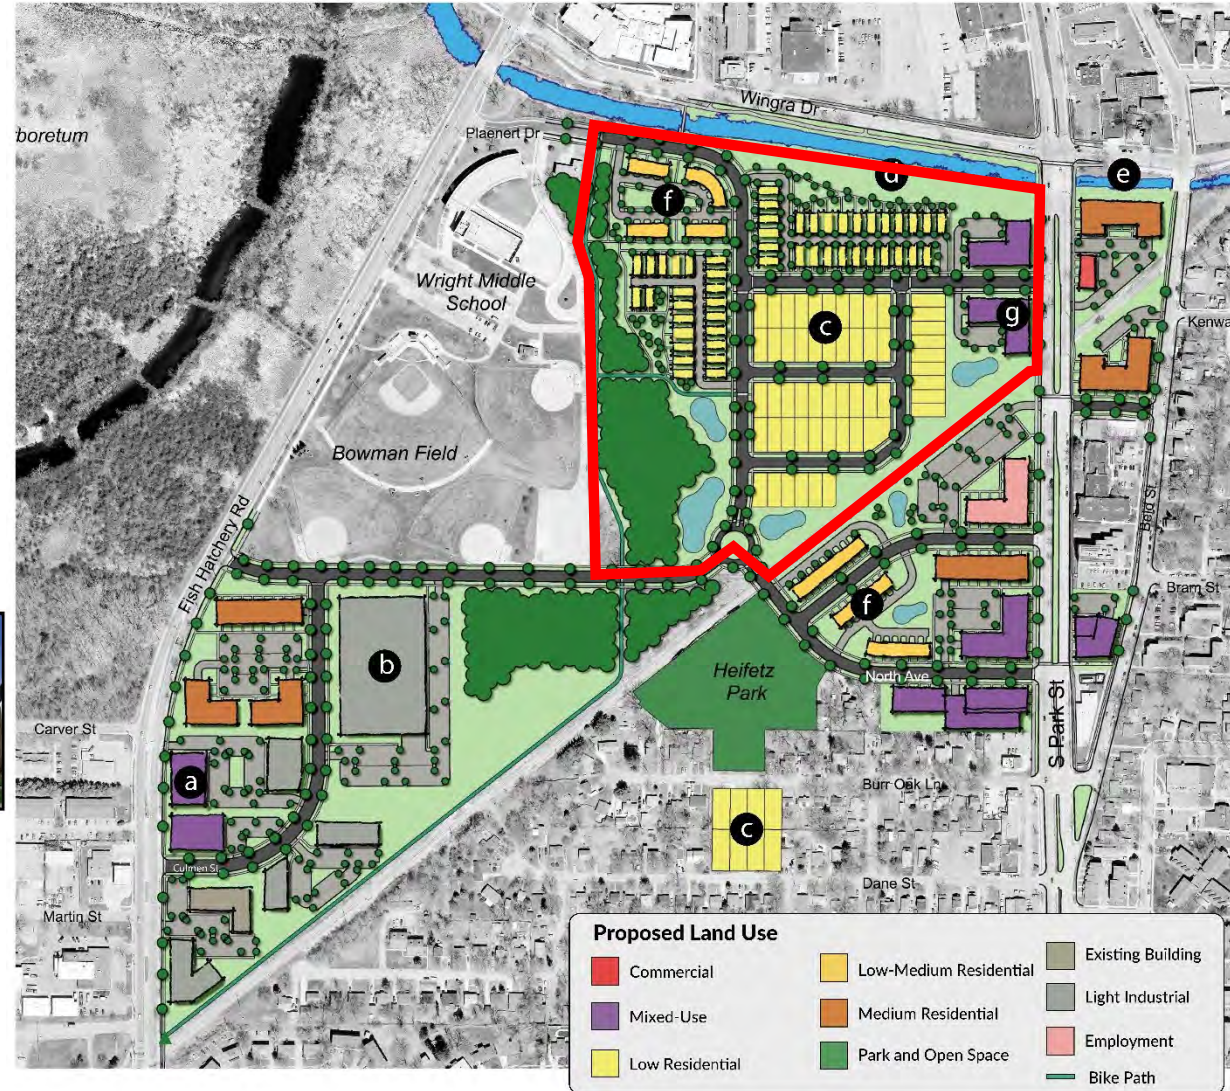 Wingra Dr
boretum
Plaenert Dr
d
e
f
Wright Middle
School
c
g
Kenwa
Bowman Field
Fish Hatchery Rd
Beld St
Bram St
f
b
Heifetz
Park
North Ave
S Park St
Carver St
a
Burr Oak Ln
c
Culmen St
Dane St
Martin St
Proposed Land Use
Commercial
Mixed-Use
Low Residential
Low-Medium Residential
Medium Residential
Park and Open Space
Existing Building
Light Industrial
Employment
Bike Path